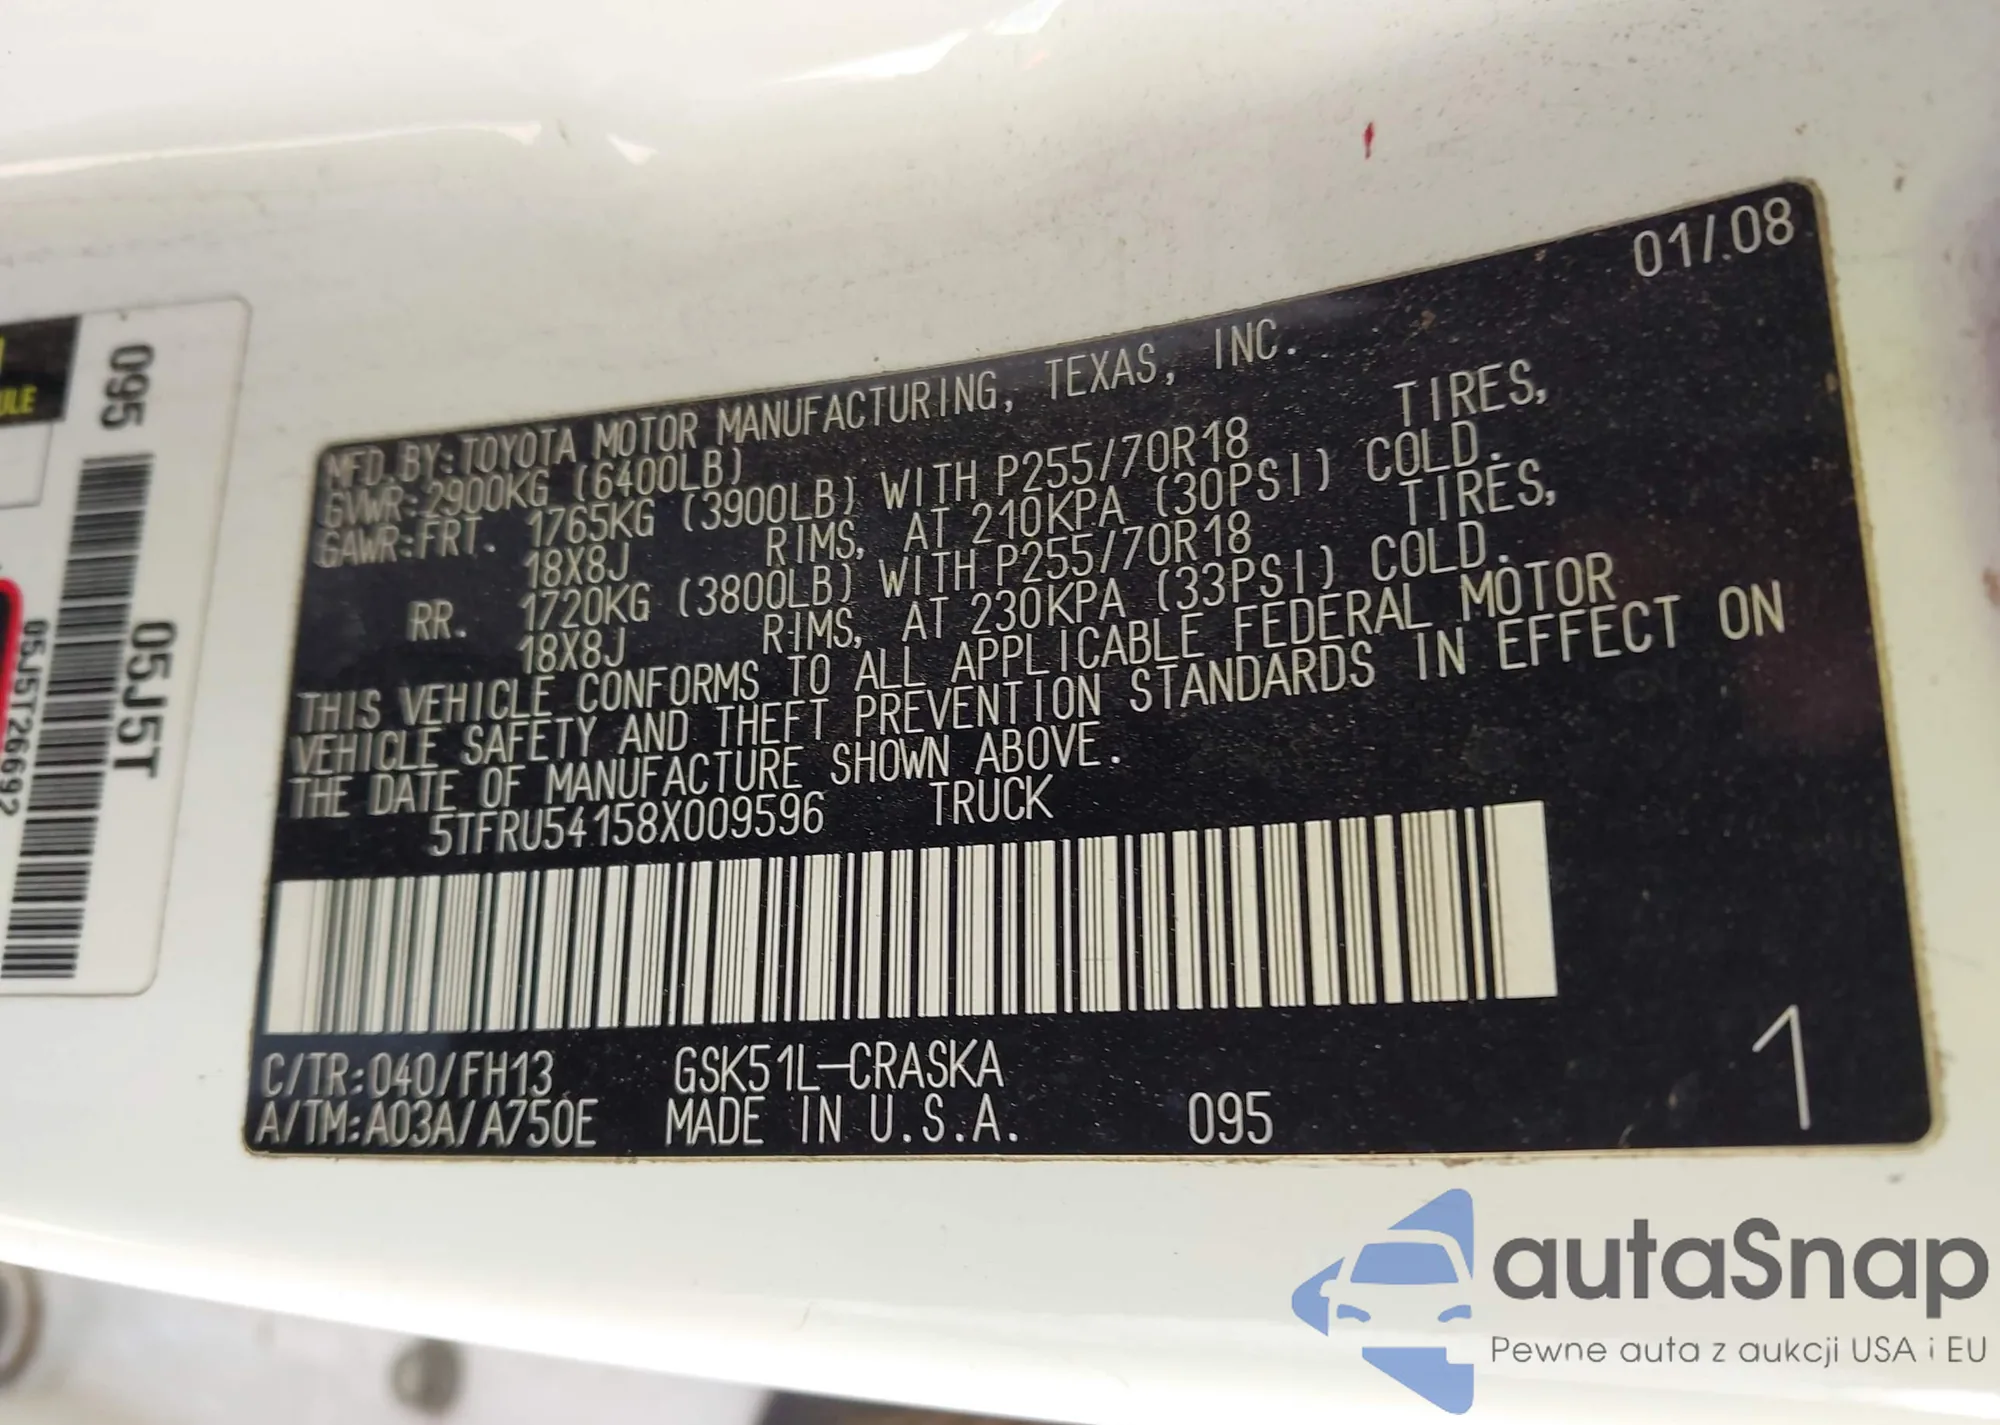 01/.08
MFD.BY:TOYOTA MOTOR MANUFACTURING, TEXAS, INC.
GVWR:2900KG (6400LB)
GAWR:FRT. 1765KG (3900LB) WITH P255/70R18 TIRES,
18X8J RIMS, AT 210KPA (30PSI) COLD.
RR. 1720KG (3800LB) WITH P255/70R18 TIRES,
18X8J RIMS, AT 230KPA (33PSI) COLD.
THIS VEHICLE CONFORMS TO ALL APPLICABLE FEDERAL MOTOR
VEHICLE SAFETY AND THEFT PREVENTION STANDARDS IN EFFECT ON
THE DATE OF MANUFACTURE SHOWN ABOVE.
5TFRU54158X009596 TRUCK
C/TR:040/FH13 GSK51L-CRASKA
A/TM:A03A/A750E MADE IN U.S.A. 095
1
095
05J5T
05J5T26692
autaSnap
Pewne auta z aukcji USA i EU